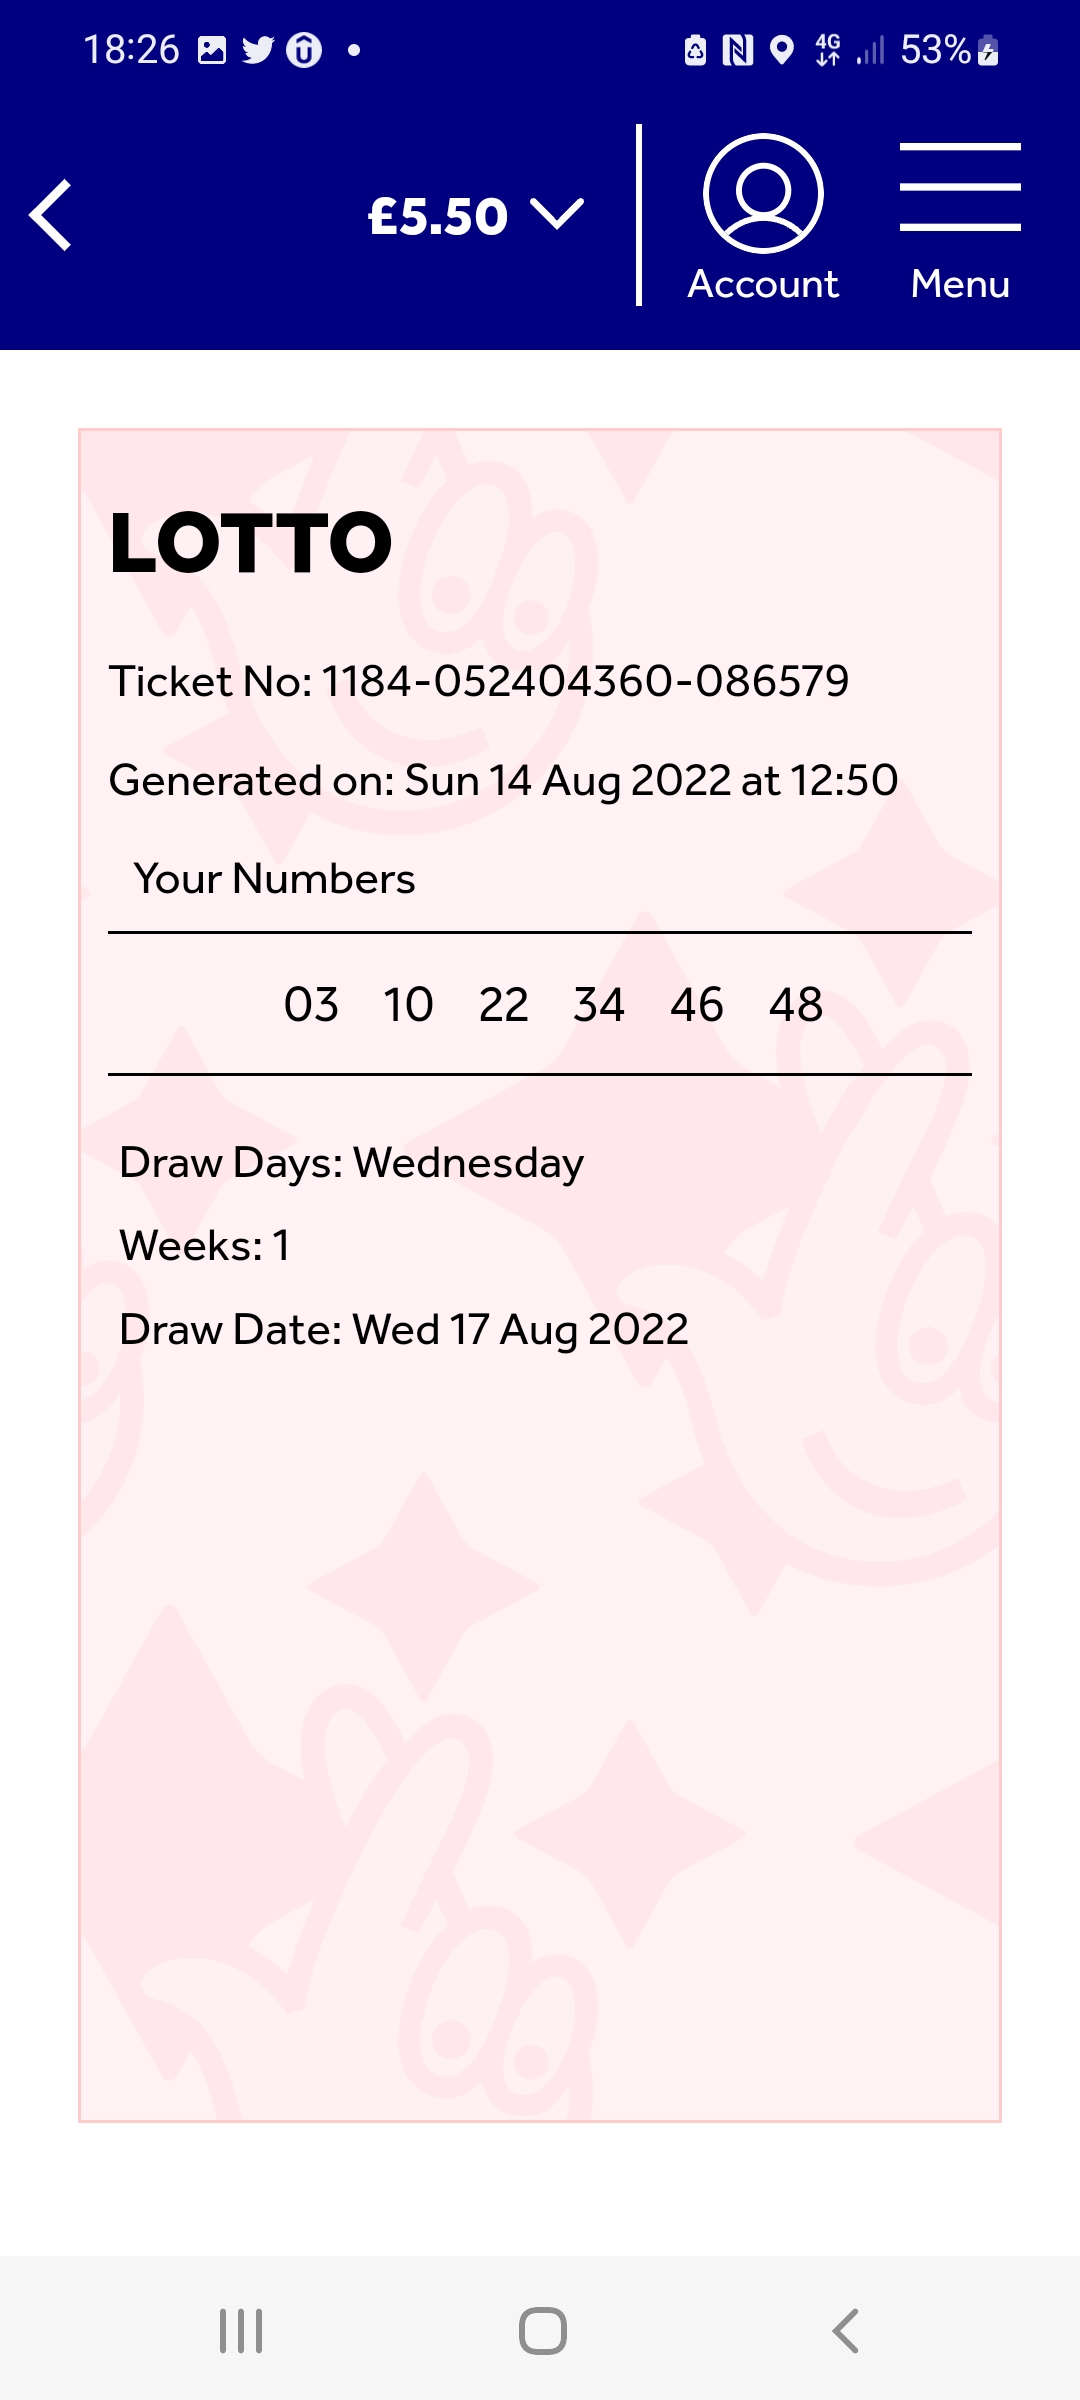 18:26 4G 53%
£5.50
Account Menu
LOTTO
Ticket No: 1184-052404360-086579
Generated on: Sun 14 Aug 2022 at 12:50
Your Numbers
03 10 22 34 46 48
Draw Days: Wednesday
Weeks: 1
Draw Date: Wed 17 Aug 2022